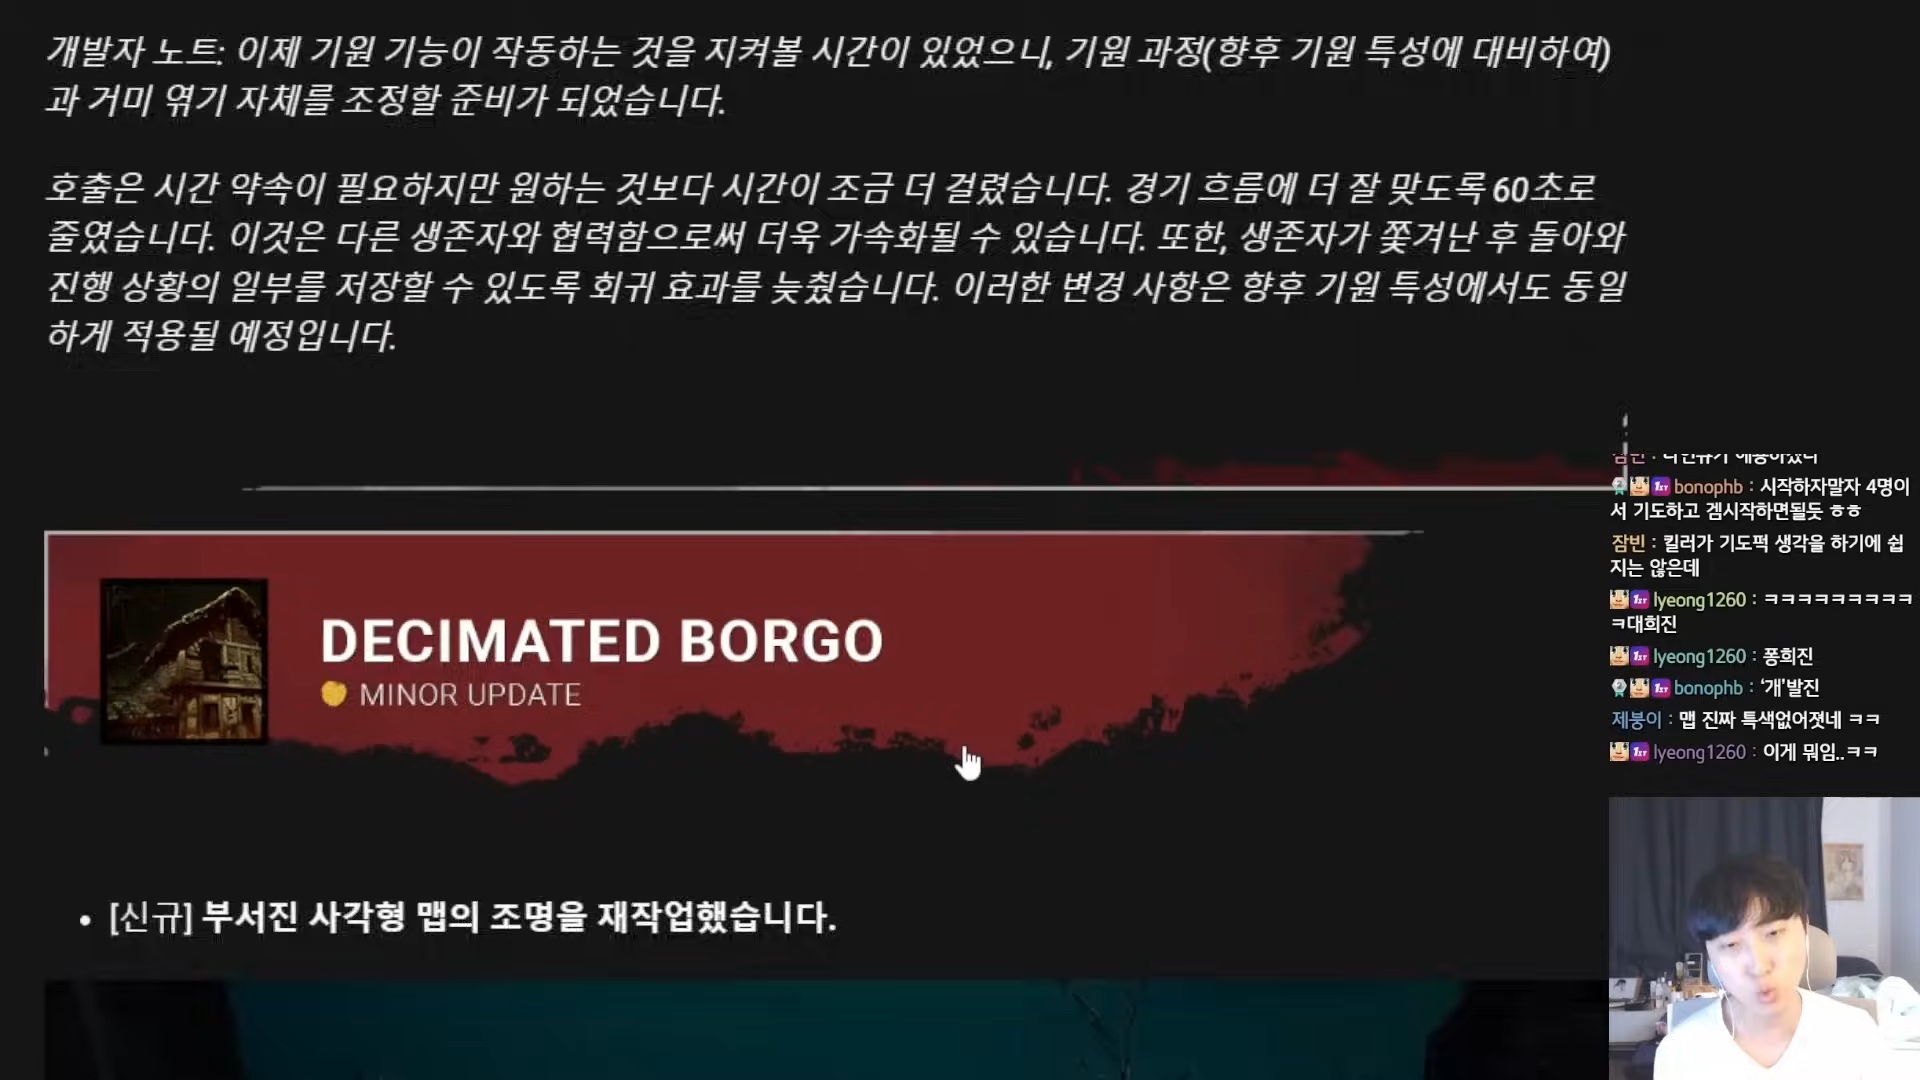 개발자 노트: 이제 기원 기능이 작동하는 것을 지켜볼 시간이 있었으니, 기원 과정(향후 기원 특성에 대비하여)
과 거미 엮기 자체를 조정할 준비가 되었습니다.
호출은 시간 약속이 필요하지만 원하는 것보다 시간이 조금 더 걸렸습니다. 경기 흐름에 더 잘 맞도록 60초로
줄였습니다. 이것은 다른 생존자와 협력함으로써 더욱 가속화될 수 있습니다. 또한, 생존자가 쫓겨난 후 돌아와
진행 상황의 일부를 저장할 수 있도록 회귀 효과를 늦췄습니다. 이러한 변경 사항은 향후 기원 특성에서도 동일
하게 적용될 예정입니다.
DECIMATED BORGO
MINOR UPDATE
• [신규] 부서진 사각형 맵의 조명을 재작업했습니다.
bonophb : 시작하자말자 4명이
서 기도하고 겜시작하면될듯 ㅎㅎ
잠빈 : 킬러가 기도퍽 생각을 하기에 쉽
지는 않은데
lyeong1260 : ㅋㅋㅋㅋㅋㅋㅋㅋㅋ
ㅋ대희진
lyeong1260 : 퐁희진
bonophb : '개'발진
제붕이 : 맵 진짜 특색없어졋네 ㅋㅋ
lyeong1260 : 이게 뭐임..ㅋㅋ